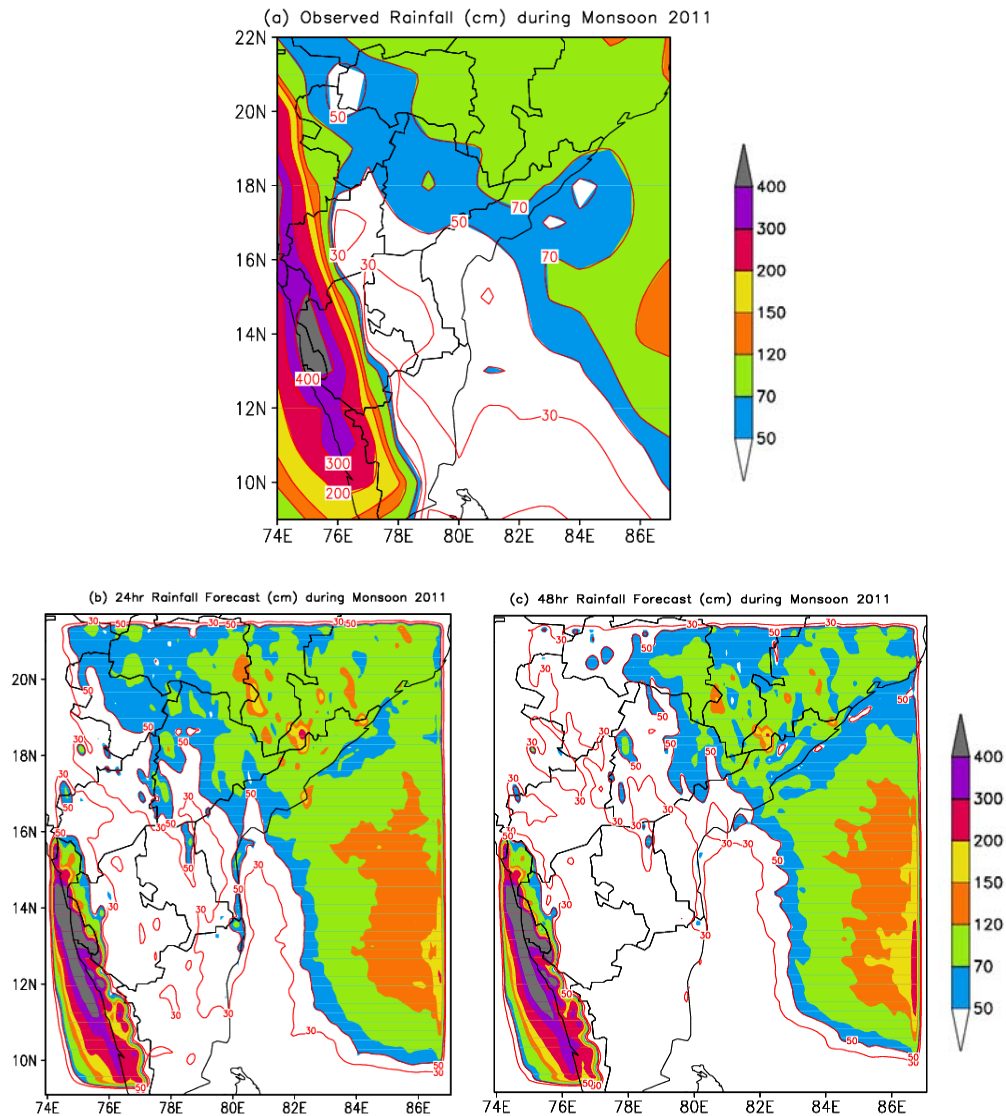 (a) Observed Rainfall (cm) during Monsoon 2011
22N
20N
18N
16N
14N
12N
10N
74E 76E 78E 80E 82E 84E 86E
50
70
50
30
30
70
400
30
300
200
400
300
200
150
120
70
50
(b) 24hr Rainfall Forecast (cm) during Monsoon 2011
20N
18N
16N
14N
12N
10N
74E 76E 78E 80E 82E 84E 86E
(c) 48hr Rainfall Forecast (cm) during Monsoon 2011
74E 76E 78E 80E 82E 84E 86E
400
300
200
150
120
70
50